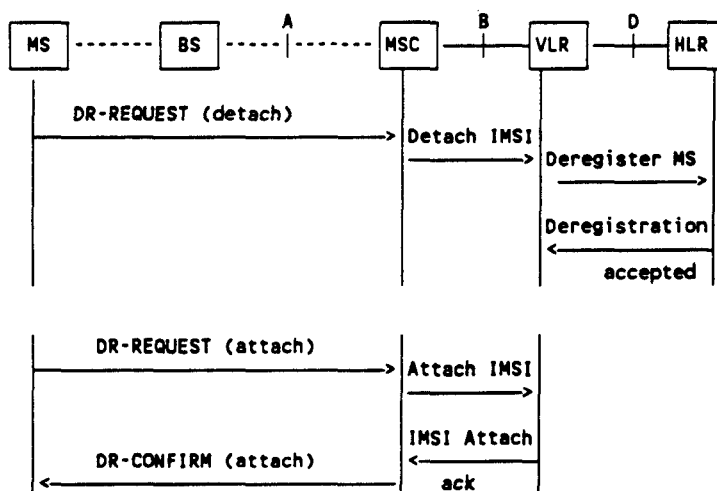 A B D
MS BS MSC VLR HLR
DR-REQUEST (detach)
Detach IMSI
Deregister MS
Deregistration
accepted
DR-REQUEST (attach)
Attach IMSI
IMSI Attach
DR-CONFIRM (attach)
ack